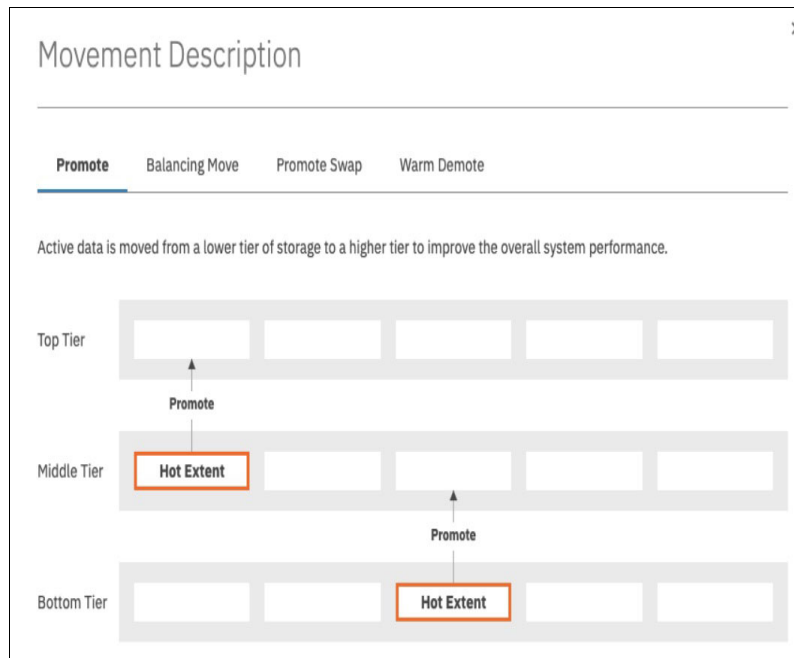 Movement Description
Promote Balancing Move Promote Swap Warm Demote
Active data is moved from a lower tier of storage to a higher tier to improve the overall system performance.
Top Tier
Promote
Middle Tier Hot Extent
Promote
Bottom Tier Hot Extent